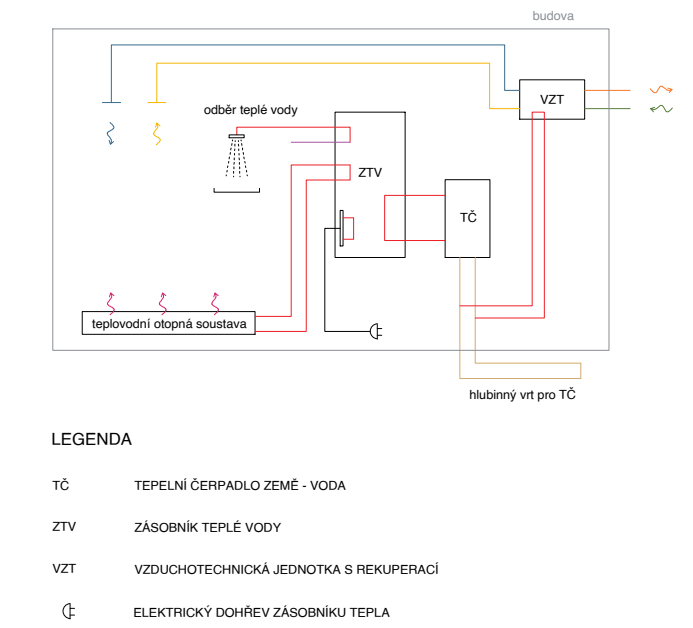 budova
VZT
odběr teplé vody
ZTV
TČ
teplovodní otopná soustava
hlubinný vrt pro TČ
LEGENDA
TČ TEPELNÍ ČERPADLO ZEMĚ - VODA
ZTV ZÁSOBNÍK TEPLÉ VODY
VZT VZDUCHOTECHNICKÁ JEDNOTKA S REKUPERACÍ
ELEKTRICKÝ DOHŘEV ZÁSOBNÍKU TEPLA